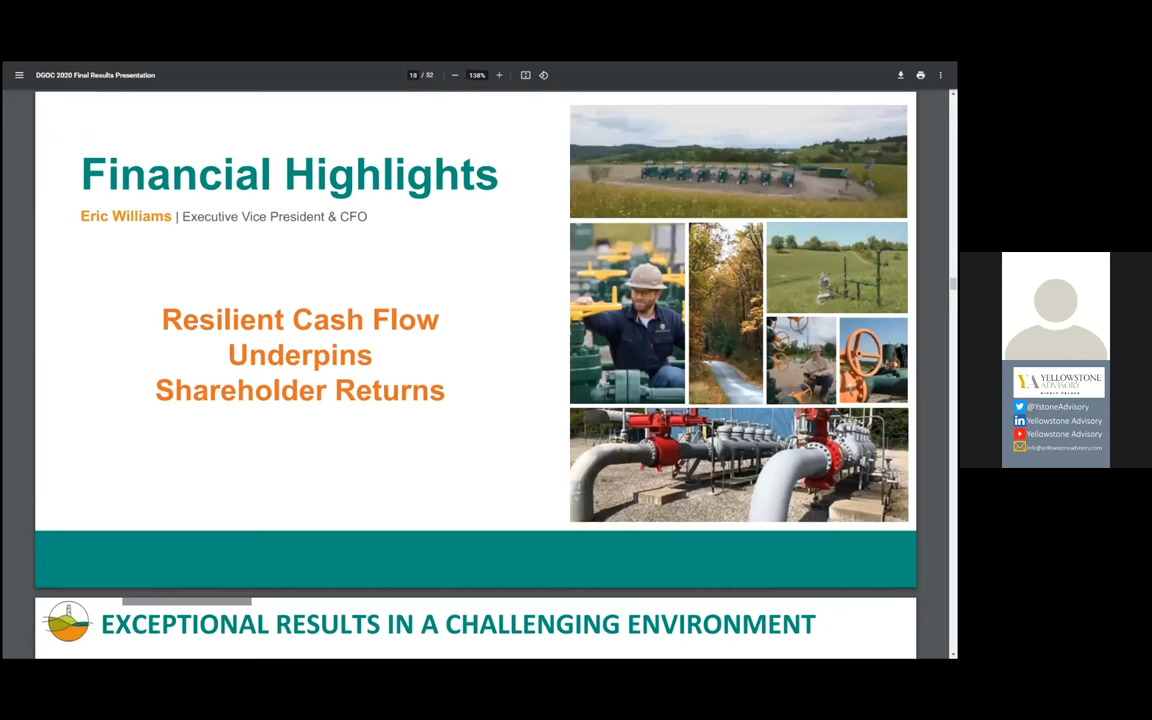 DGOC 2020 Final Results Presentation
18 / 52
138%
Financial Highlights
Eric Williams | Executive Vice President & CFO
Resilient Cash Flow
Underpins
Shareholder Returns
EXCEPTIONAL RESULTS IN A CHALLENGING ENVIRONMENT
YA YELLOWSTONE
ADVISORY
@YstoneAdvisory
Yellowstone Advisory
Yellowstone Advisory
info@yellowstoneadvisory.com